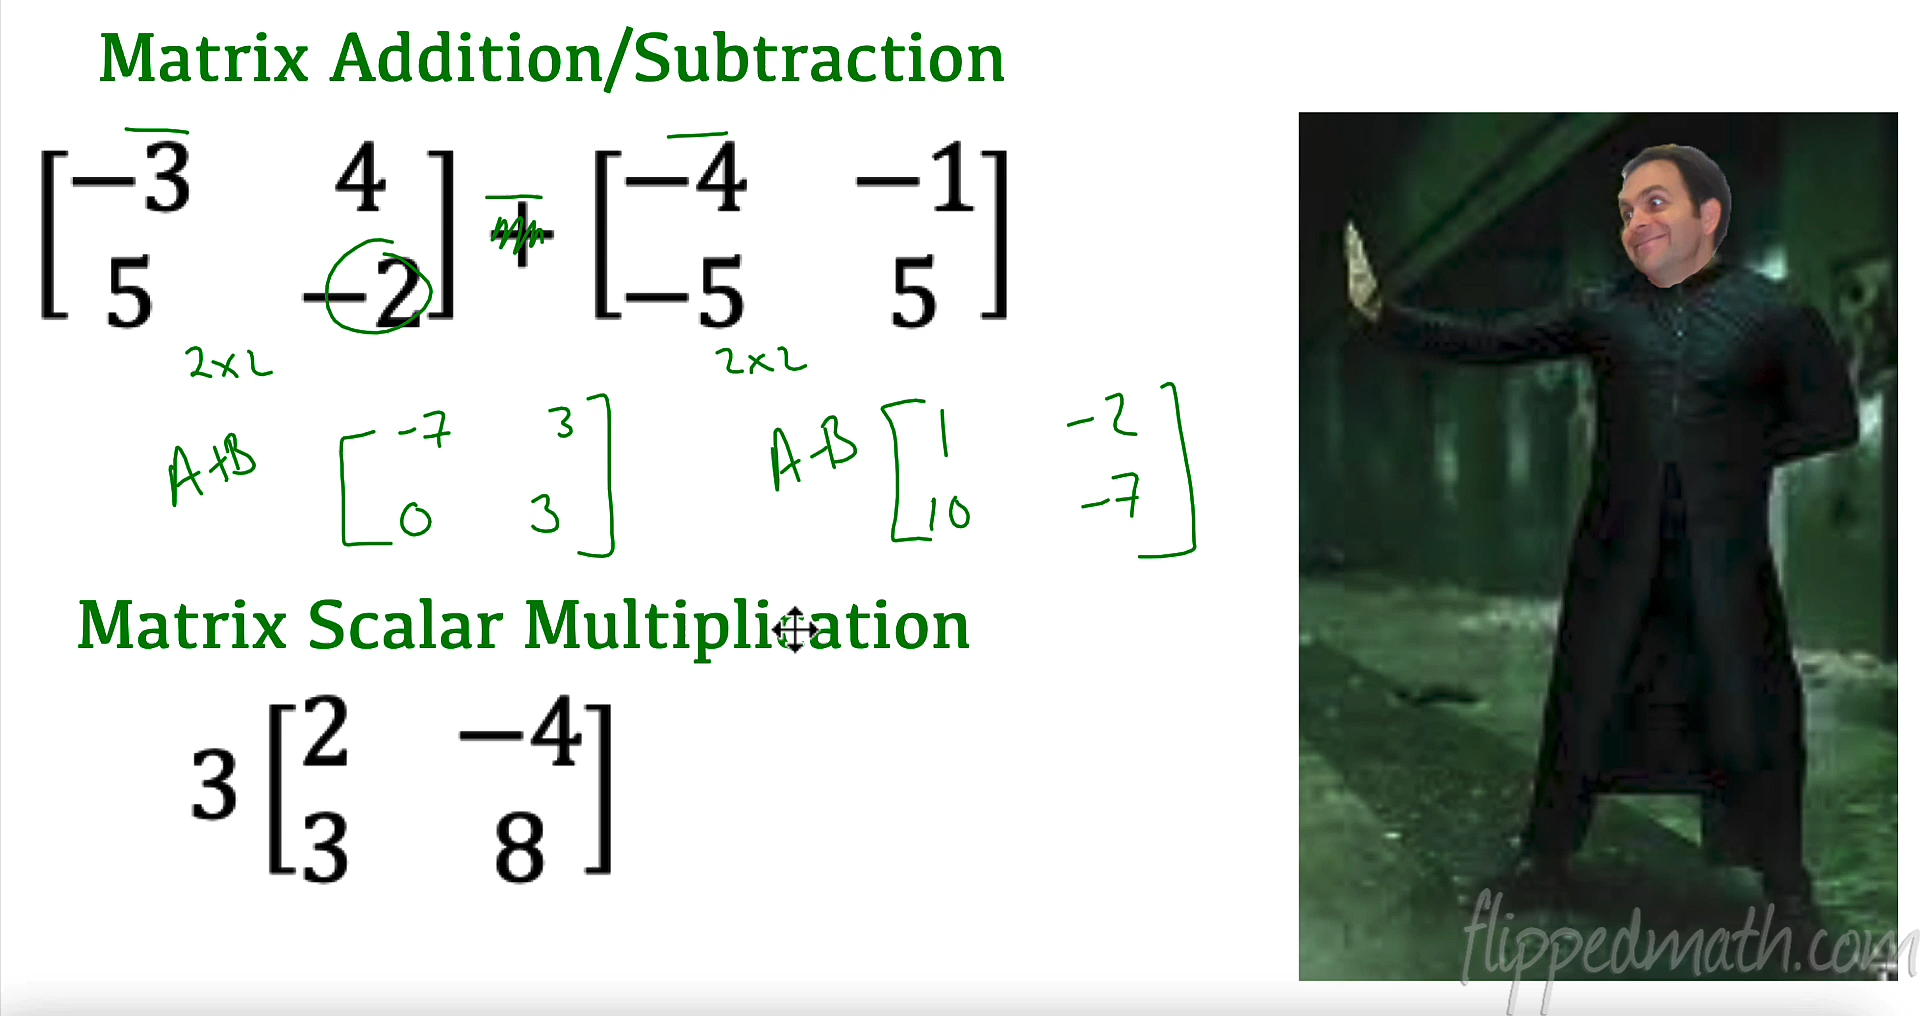 Matrix Addition/Subtraction
[−3 4] + [−4 −1]
[5 −2] [−5 5]
2x2 2x2
A+B [-7 3] A-B [1 -2]
[0 3] [10 -7]
Matrix Scalar Multiplication
3 [2 −4]
[3 8]
flippedmath.com